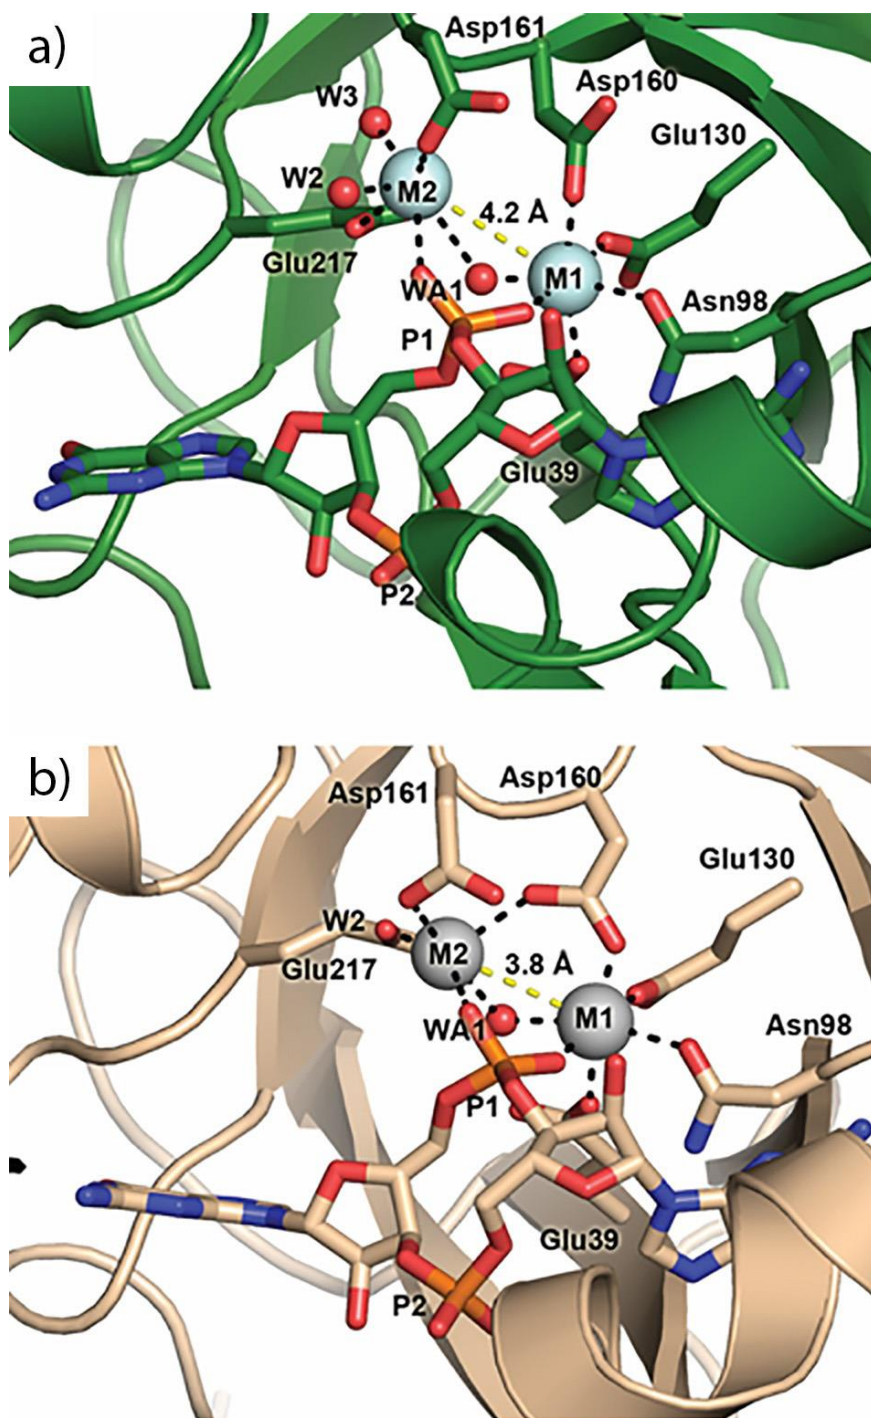 a)
Asp161
Asp160
Glu130
W3
W2
M2
4.2 Å
M1
Glu217
WA1
Asn98
P1
Glu39
P2
b)
Asp161
Asp160
Glu130
W2
M2
Glu217
3.8 Å
M1
WA1
Asn98
P1
Glu39
P2